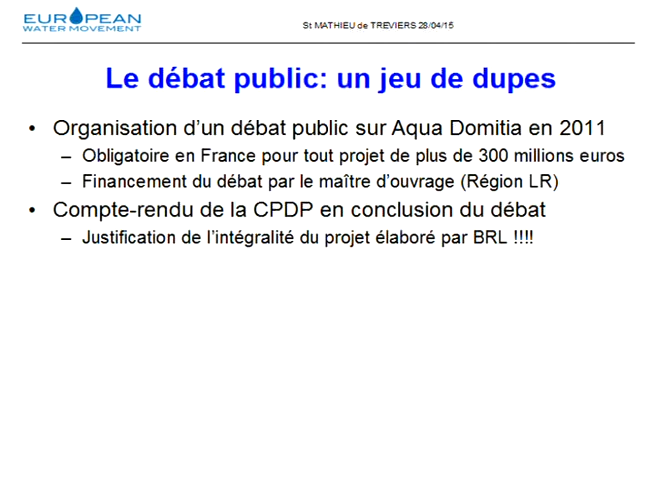 EUROPEAN
WATER MOVEMENT
St MATHIEU de TREVIERS 28/04/15
Le débat public: un jeu de dupes
• Organisation d'un débat public sur Aqua Domitia en 2011
– Obligatoire en France pour tout projet de plus de 300 millions euros
– Financement du débat par le maître d'ouvrage (Région LR)
• Compte-rendu de la CPDP en conclusion du débat
– Justification de l'intégralité du projet élaboré par BRL !!!!